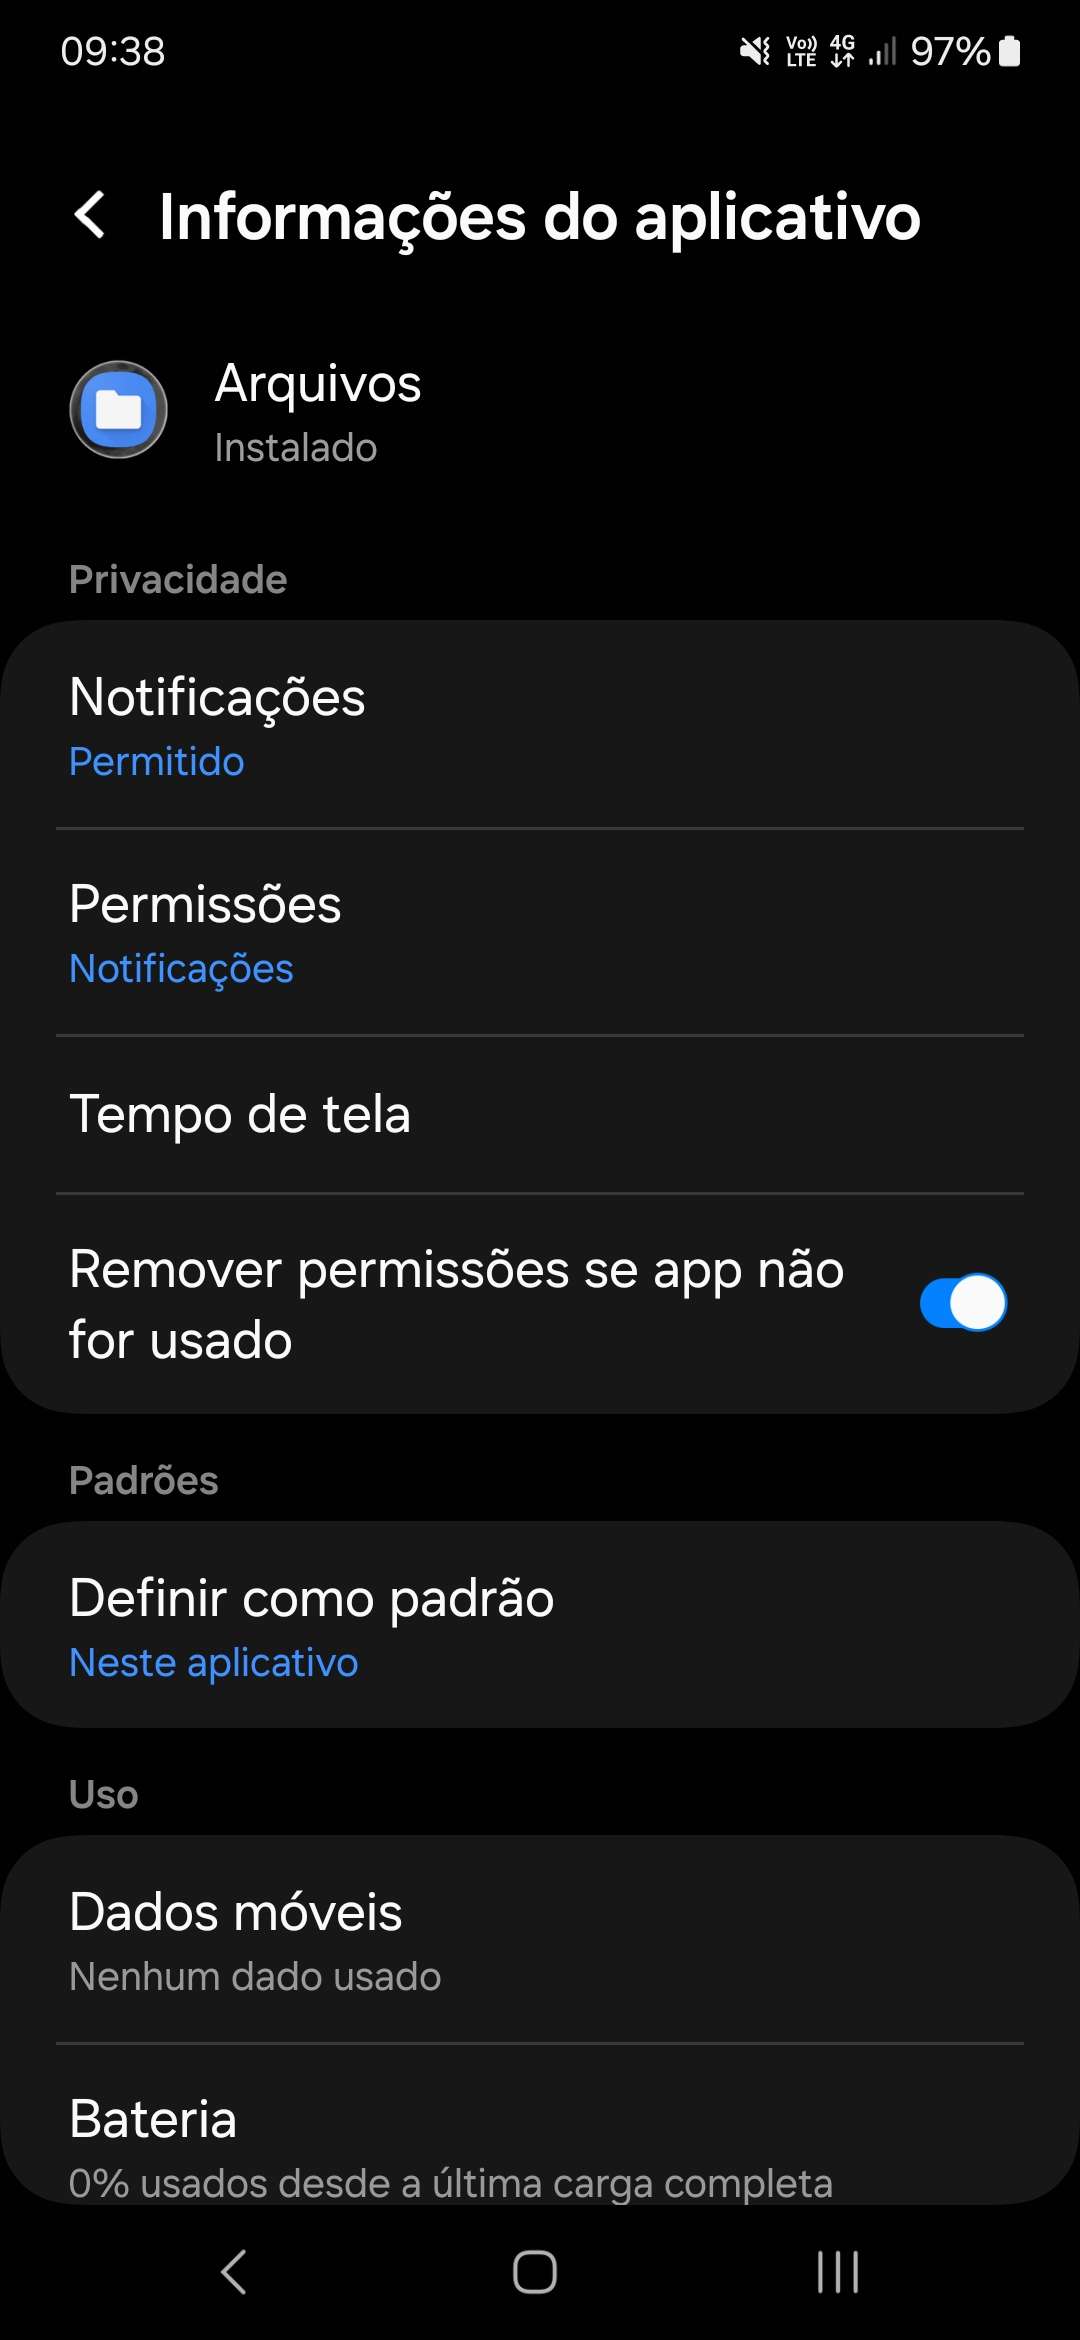 09:38
Vo)) LTE 4G 97%
Informações do aplicativo
Arquivos
Instalado
Privacidade
Notificações
Permitido
Permissões
Notificações
Tempo de tela
Remover permissões se app não
for usado
Padrões
Definir como padrão
Neste aplicativo
Uso
Dados móveis
Nenhum dado usado
Bateria
0% usados desde a última carga completa